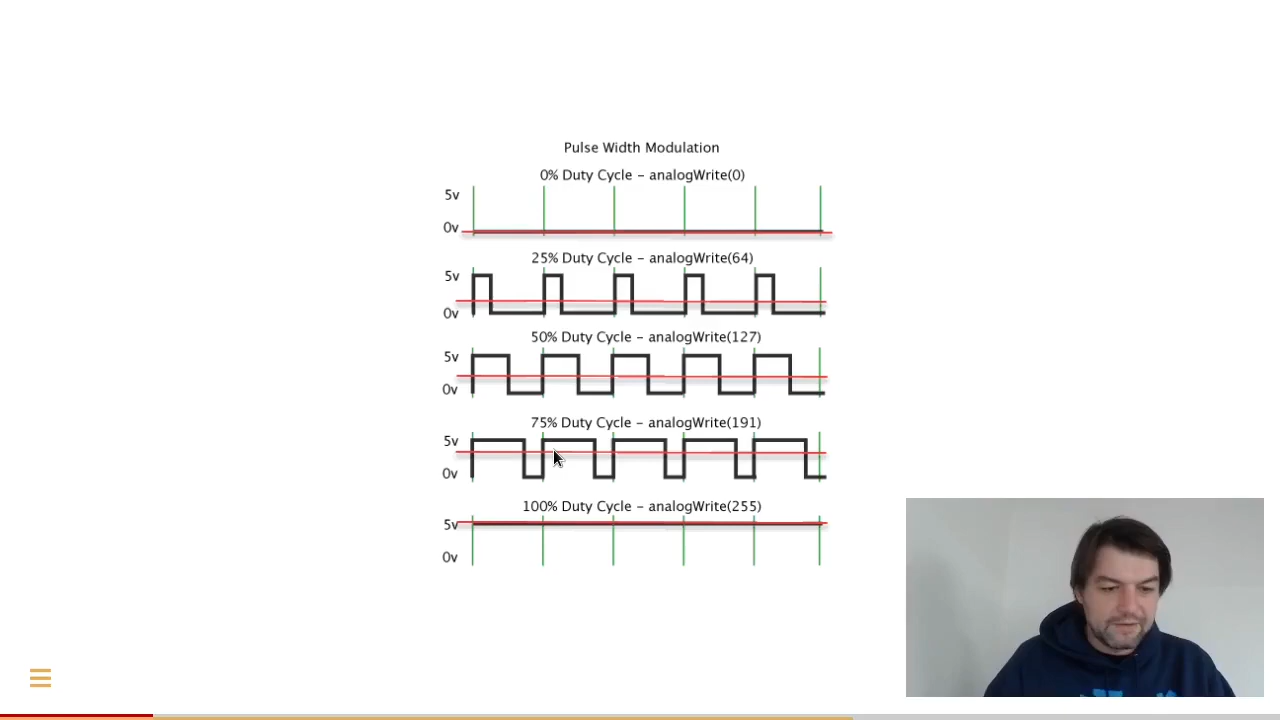 Pulse Width Modulation
0% Duty Cycle – analogWrite(0)
5v
0v
25% Duty Cycle – analogWrite(64)
5v
0v
50% Duty Cycle – analogWrite(127)
5v
0v
75% Duty Cycle – analogWrite(191)
5v
0v
100% Duty Cycle – analogWrite(255)
5v
0v